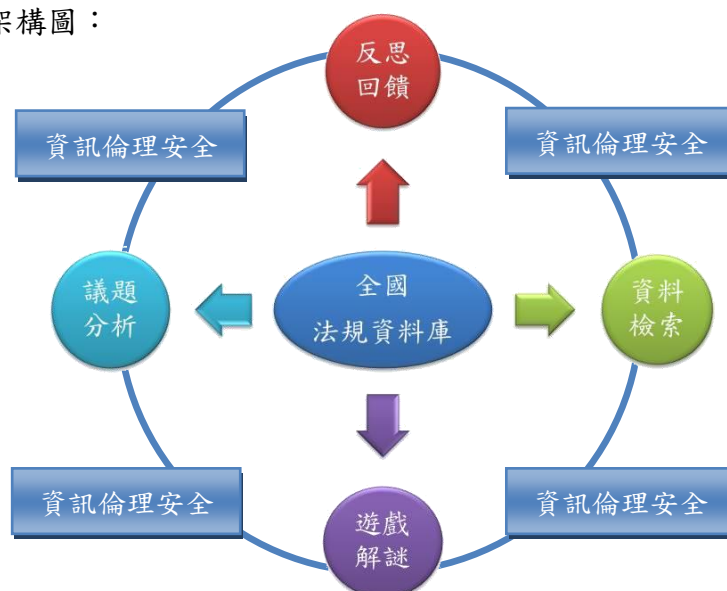 架構圖：
反思
回饋
資訊倫理安全
資訊倫理安全
議題
分析
全國
法規資料庫
資料
檢索
資訊倫理安全
資訊倫理安全
遊戲
解謎